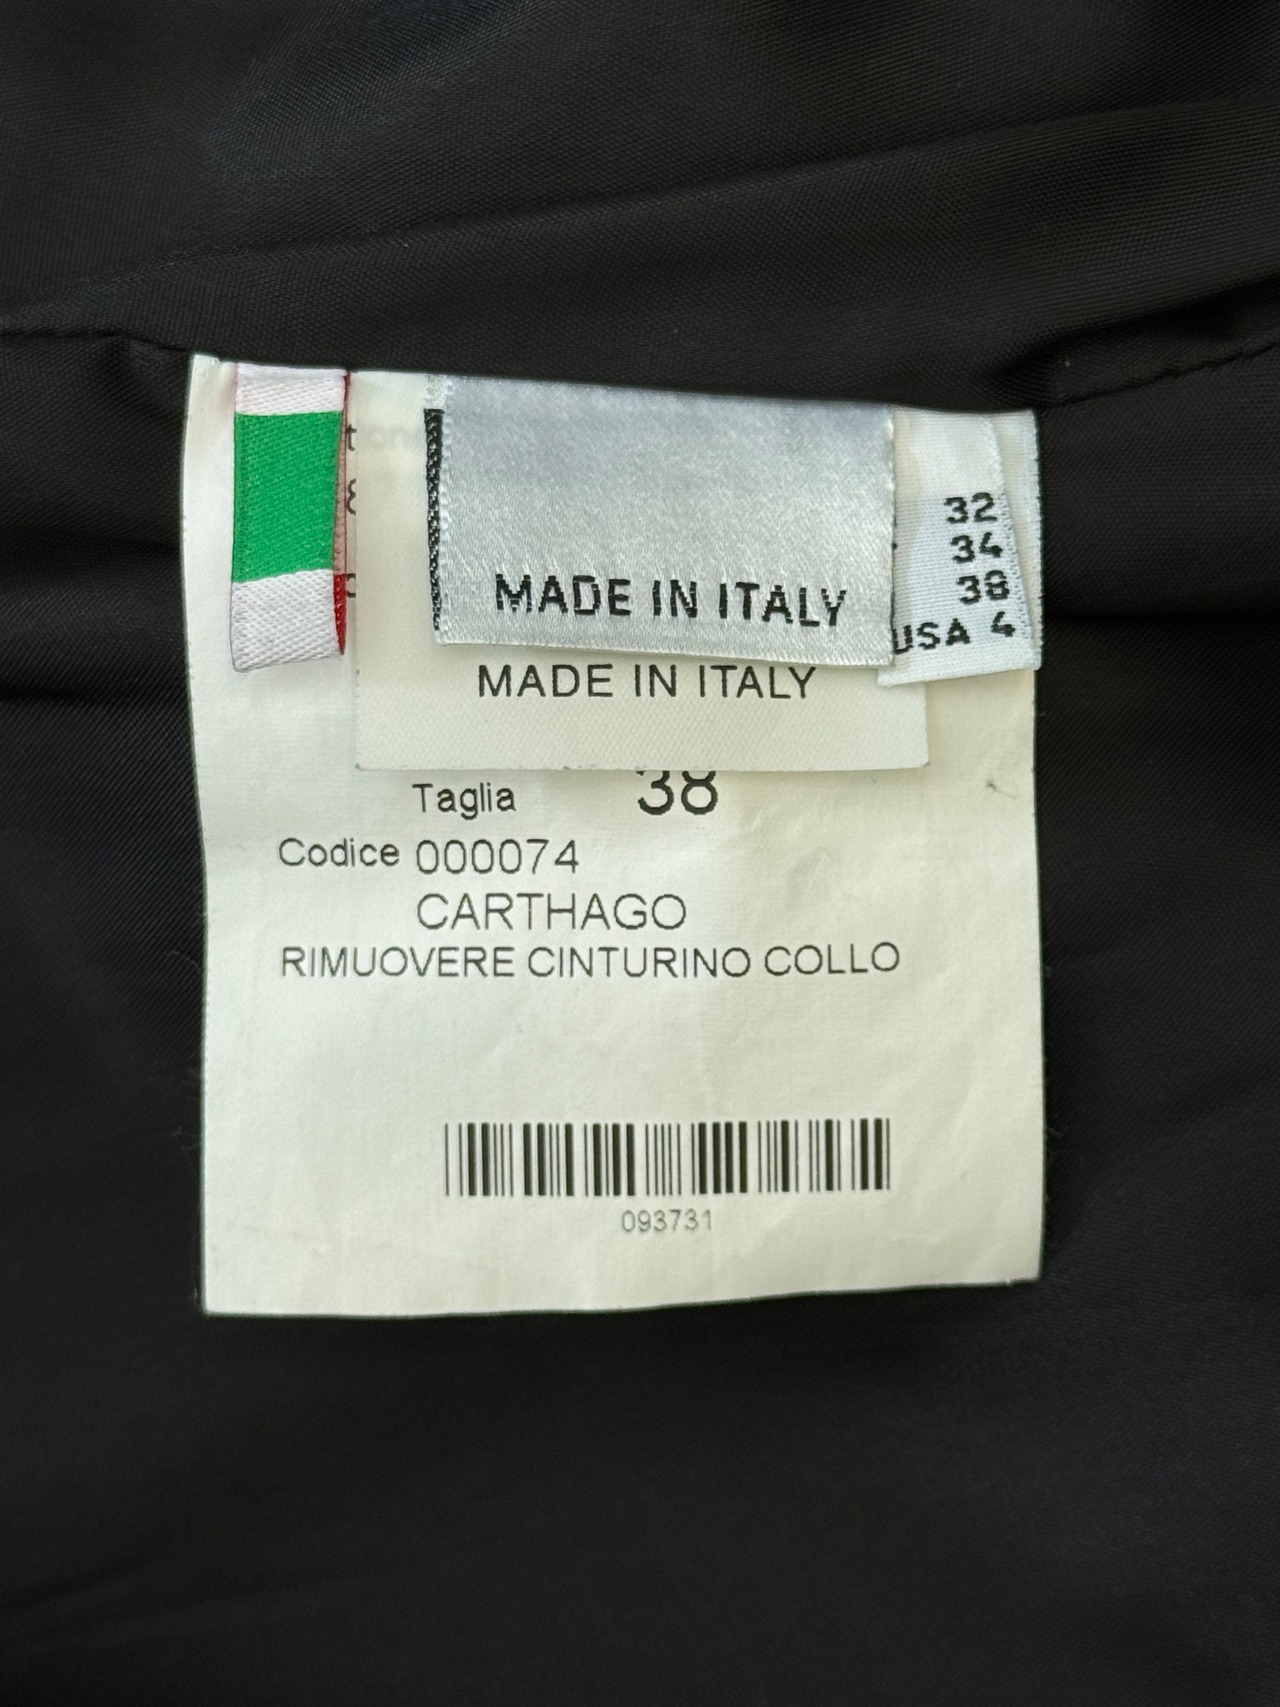 32
34
38
USA 4
MADE IN ITALY
MADE IN ITALY
Taglia 38
Codice 000074
CARTHAGO
RIMUOVERE CINTURINO COLLO
093731